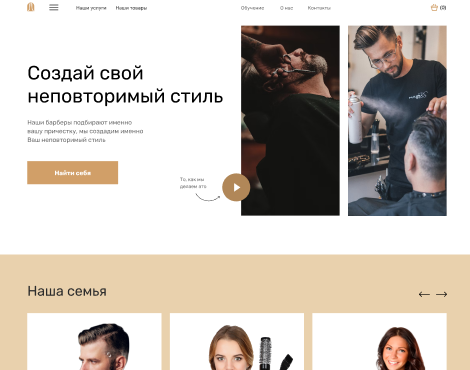 Наши услуги Наши товары Обучение О нас Контакты (0)
Создай свой
неповторимый стиль
Наши барберы подбирают именно
вашу причестку, мы создадим именно
Ваш неповторимый стиль
Найти себя
То, как мы
делаем это
Наша семья